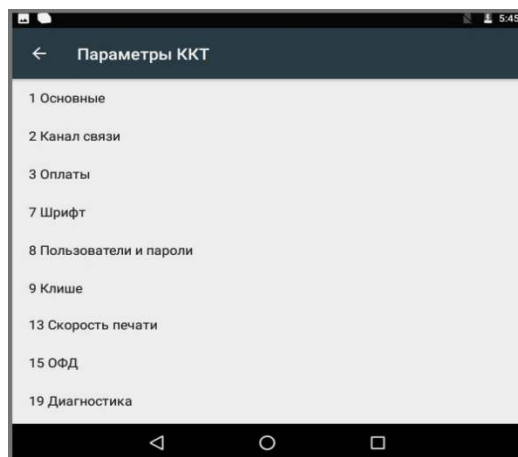 5:45
Параметры ККТ
1 Основные
2 Канал связи
3 Оплаты
7 Шрифт
8 Пользователи и пароли
9 Клише
13 Скорость печати
15 ОФД
19 Диагностика